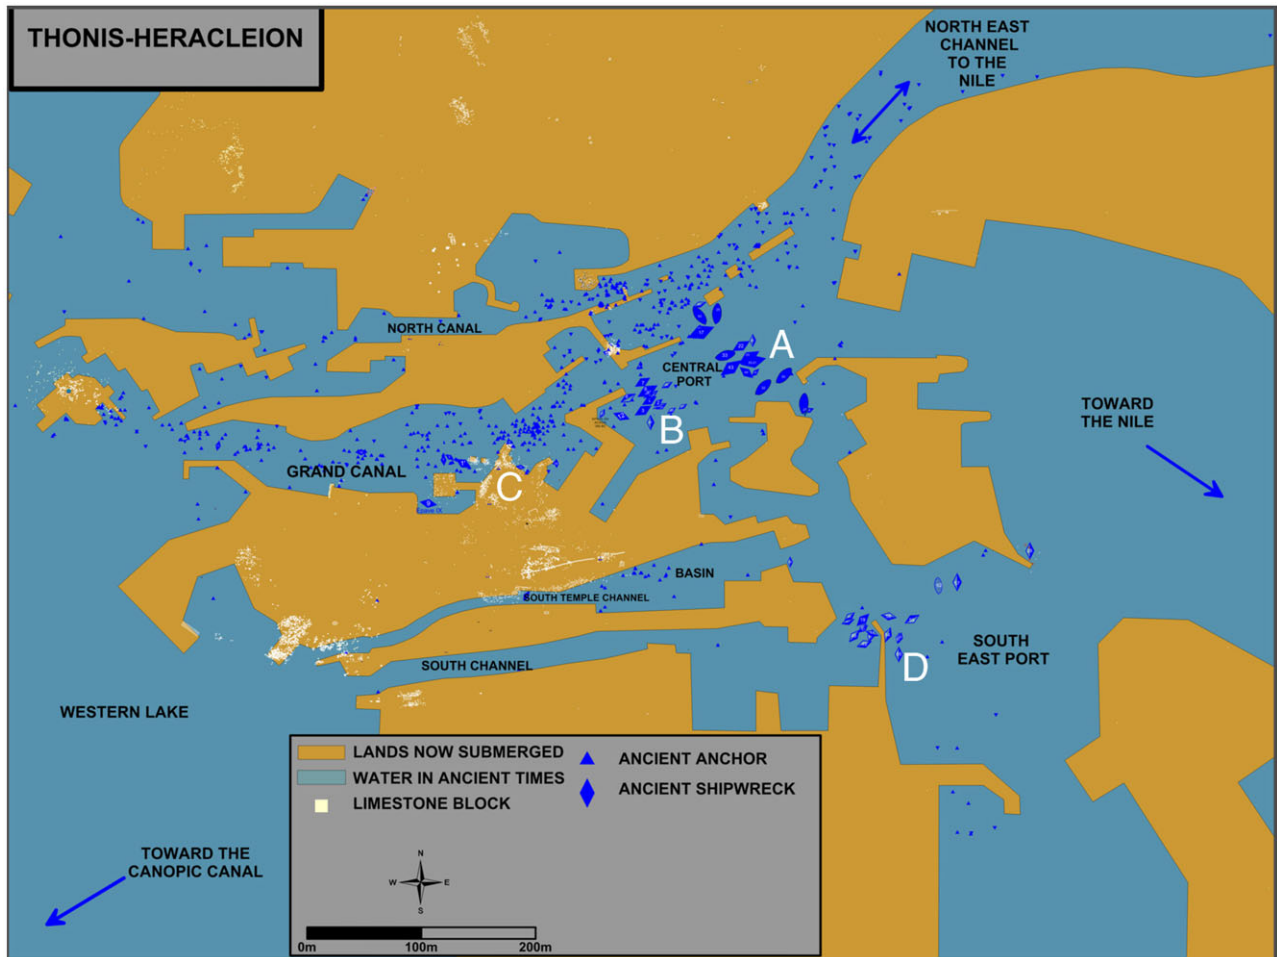 THONIS-HERACLEION
NORTH EAST
CHANNEL
TO THE
NILE
NORTH CANAL
CENTRAL
PORT
A
B
TOWARD
THE NILE
GRAND CANAL
C
BASIN
SOUTH TEMPLE CHANNEL
SOUTH CHANNEL
SOUTH
EAST PORT
D
WESTERN LAKE
LANDS NOW SUBMERGED
WATER IN ANCIENT TIMES
LIMESTONE BLOCK
ANCIENT ANCHOR
ANCIENT SHIPWRECK
TOWARD THE
CANOPIC CANAL
N
W E
S
0m 100m 200m